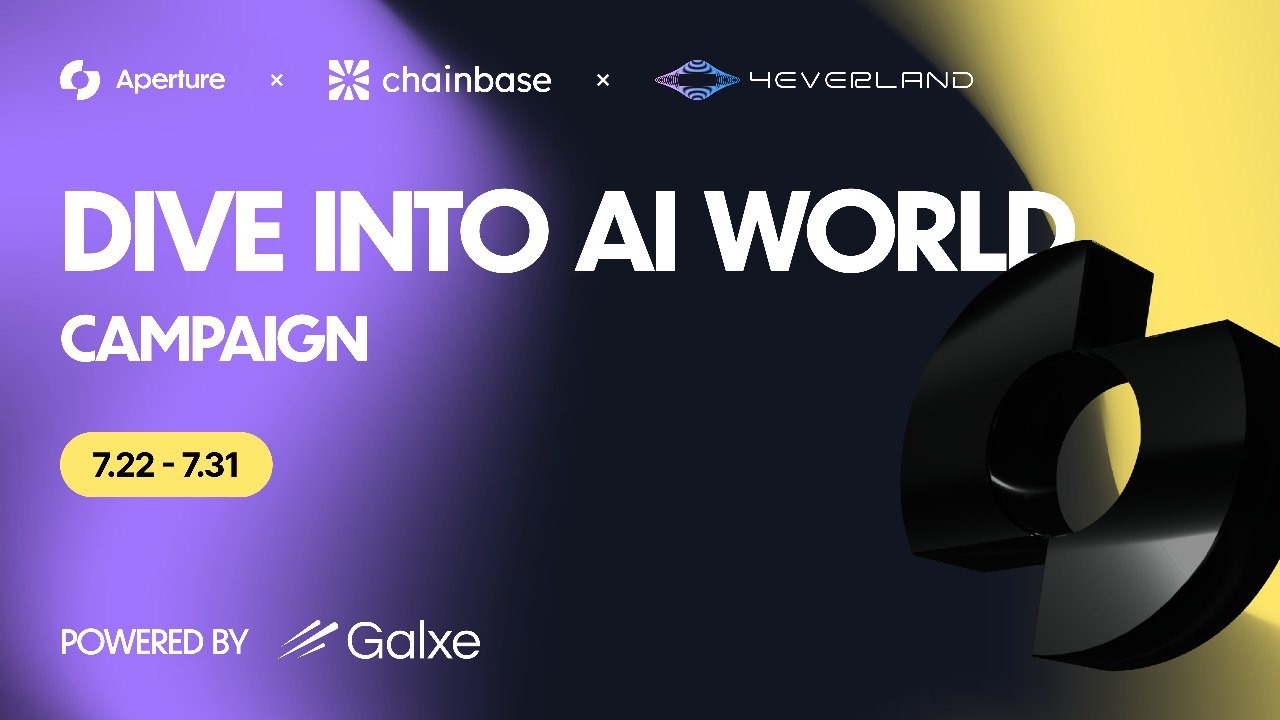 Aperture × chainbase × 4EVERLAND
DIVE INTO AI WORLD
CAMPAIGN
7.22 - 7.31
POWERED BY Galxe